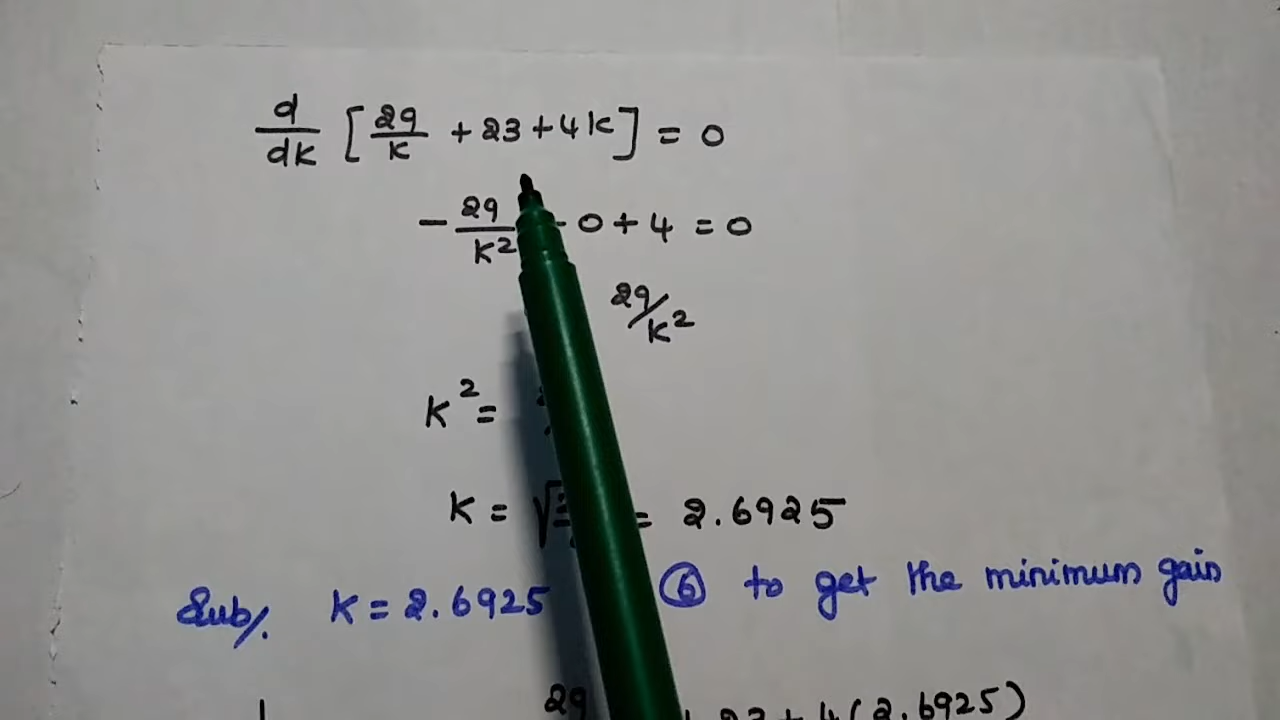 d/dK [29/K + 23 + 4K] = 0
- 29/K² 0 + 4 = 0
29/K²
K² =
K = √ = 2.6925
Sub/. K = 2.6925 ⑥ to get the minimum gain
29 + 23 + 4(2.6925)